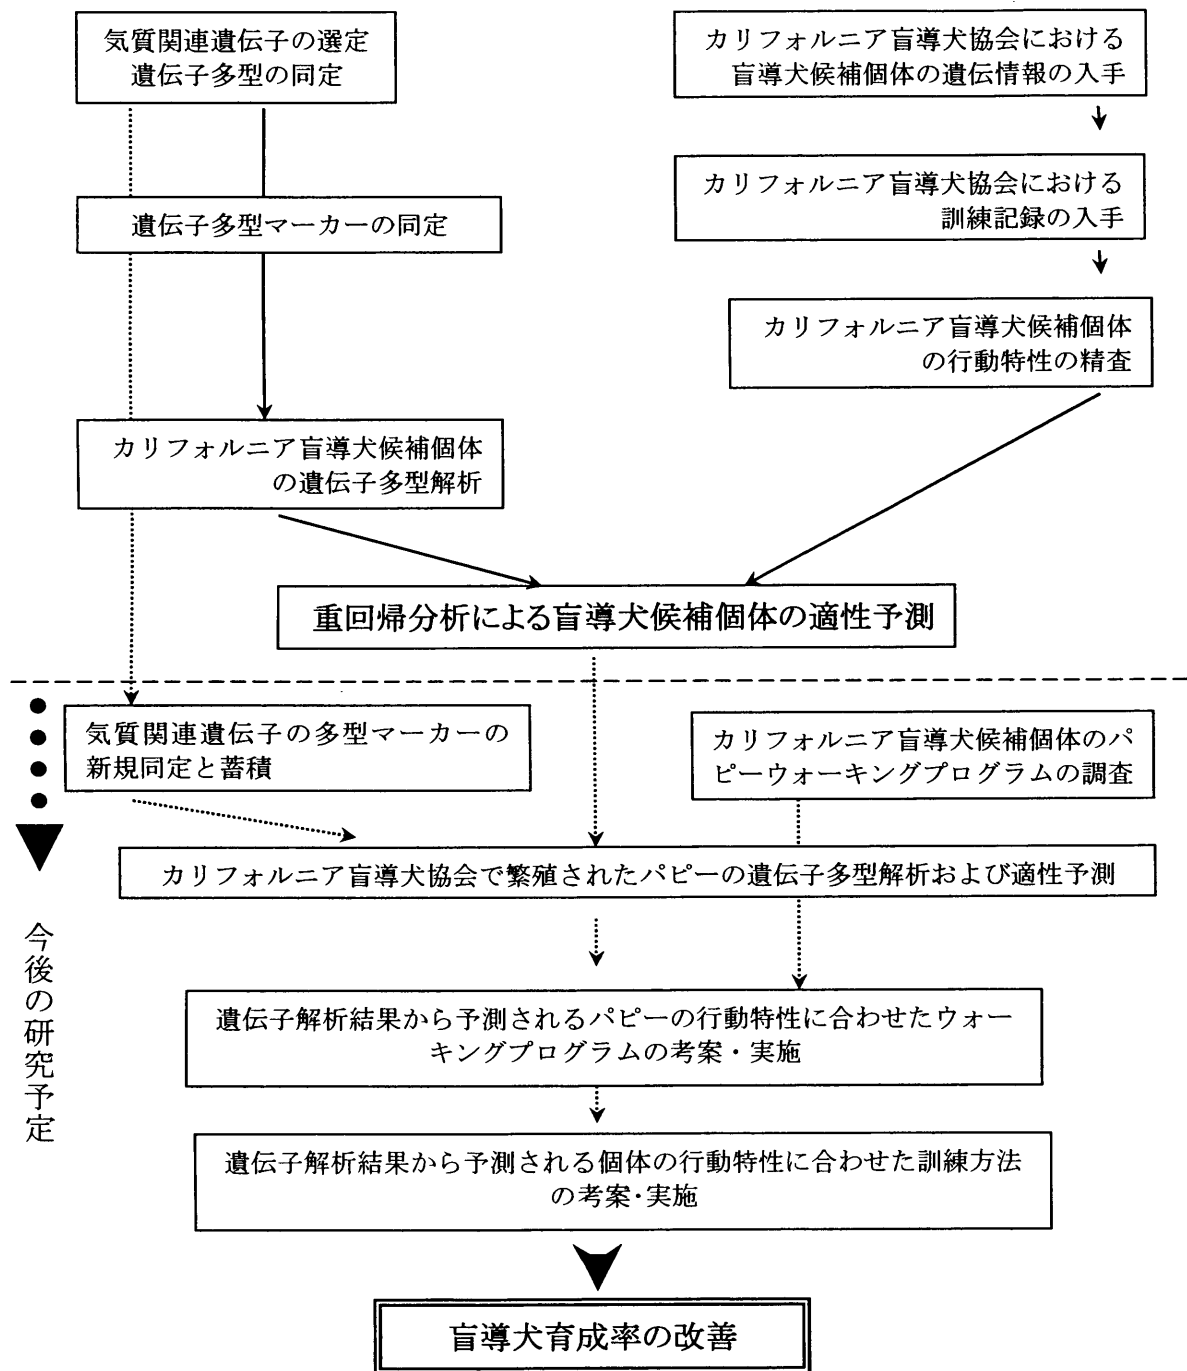 気質関連遺伝子の選定
遺伝子多型の同定
カリフォルニア盲導犬協会における
盲導犬候補個体の遺伝情報の入手
カリフォルニア盲導犬協会における
訓練記録の入手
遺伝子多型マーカーの同定
カリフォルニア盲導犬候補個体
の行動特性の精査
カリフォルニア盲導犬候補個体
の遺伝子多型解析
重回帰分析による盲導犬候補個体の適性予測
気質関連遺伝子の多型マーカーの
新規同定と蓄積
カリフォルニア盲導犬候補個体のパ
ピーウォーキングプログラムの調査
カリフォルニア盲導犬協会で繁殖されたパピーの遺伝子多型解析および適性予測
今後の研究予定
遺伝子解析結果から予測されるパピーの行動特性に合わせたウォー
キングプログラムの考案・実施
遺伝子解析結果から予測される個体の行動特性に合わせた訓練方法
の考案・実施
盲導犬育成率の改善